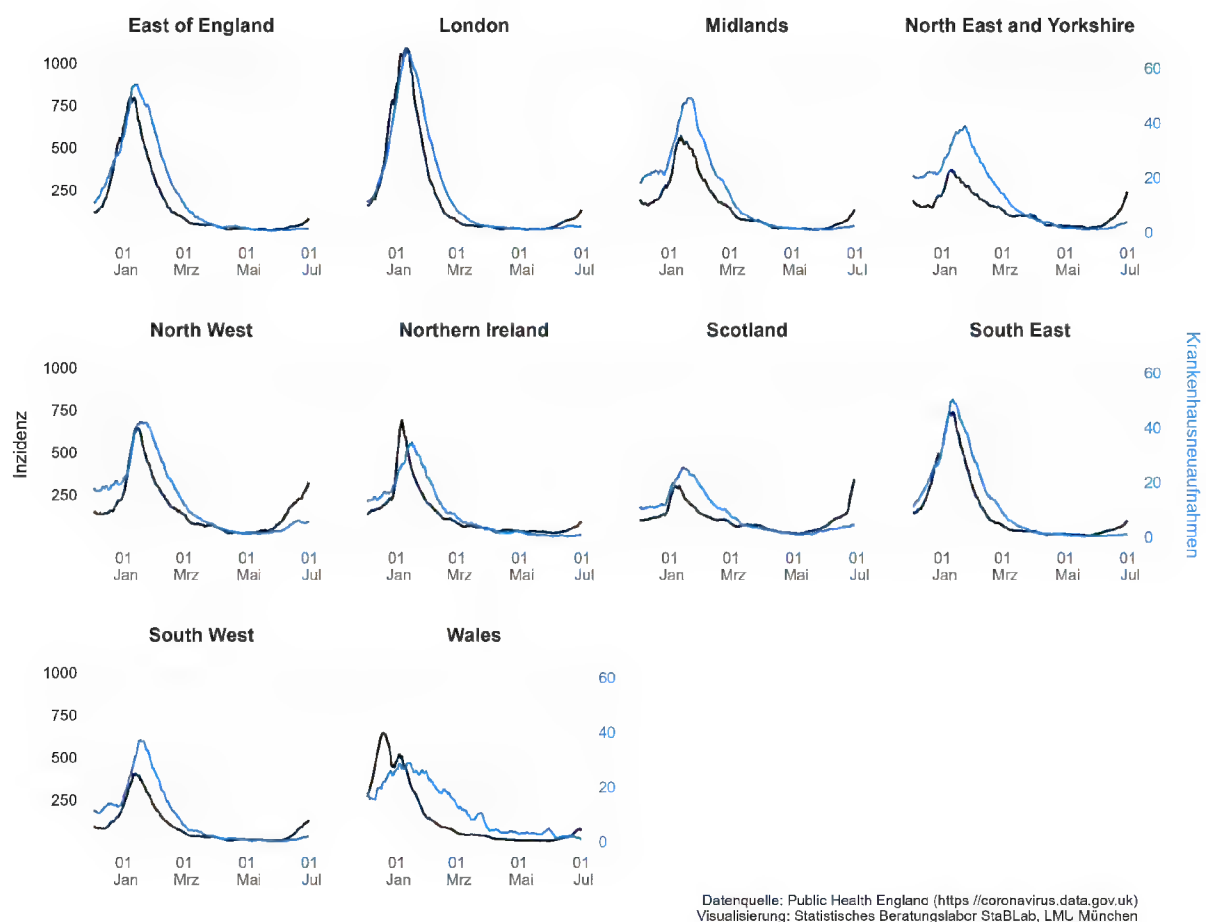 East of England London Midlands North East and Yorkshire
1000 60
750
500 40
250 20
0
01 01 01 01 01 01 01 01 01 01 01 01 01 01 01 01
Jan Mrz Mai Jul Jan Mrz Mai Jul Jan Mrz Mai Jul Jan Mrz Mai Jul
North West Northern Ireland Scotland South East
Inzidenz
Krankenhausneuaufnahmen
1000 60
750
500 40
250 20
0
01 01 01 01 01 01 01 01 01 01 01 01 01 01 01 01
Jan Mrz Mai Jul Jan Mrz Mai Jul Jan Mrz Mai Jul Jan Mrz Mai Jul
South West Wales
1000 60
750
500 40
250 20
0
01 01 01 01 01 01 01 01
Jan Mrz Mai Jul Jan Mrz Mai Jul
Datenquelle: Public Health England (https //coronavirus.data.gov.uk)
Visualisierung: Statistisches Beratungslabor StaBLab, LMU München